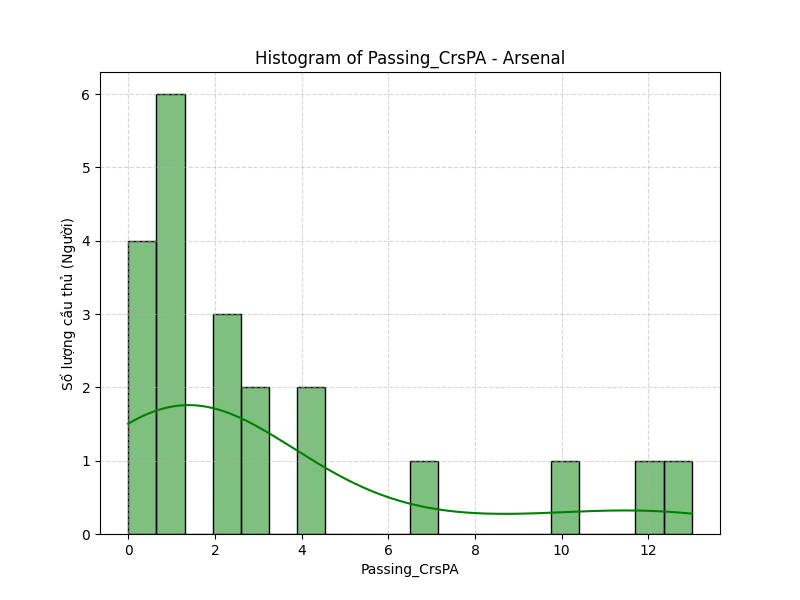 Histogram of Passing_CrsPA - Arsenal
Số lượng cầu thủ (Người)
6
5
4
3
2
1
0
0 2 4 6 8 10 12
Passing_CrsPA